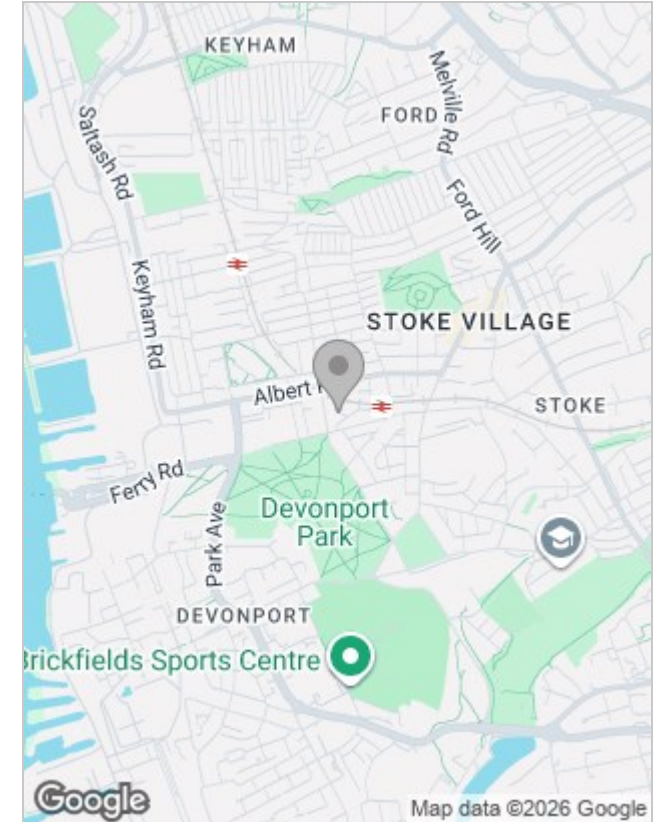 KEYHAM
Melville Rd
FORD
Saltash Rd
Ford Hill
Keyham Rd
STOKE VILLAGE
Albert
STOKE
Ferry Rd
Devonport
Park
Park Ave
DEVONPORT
Brickfields Sports Centre
Google
Map data ©2026 Google